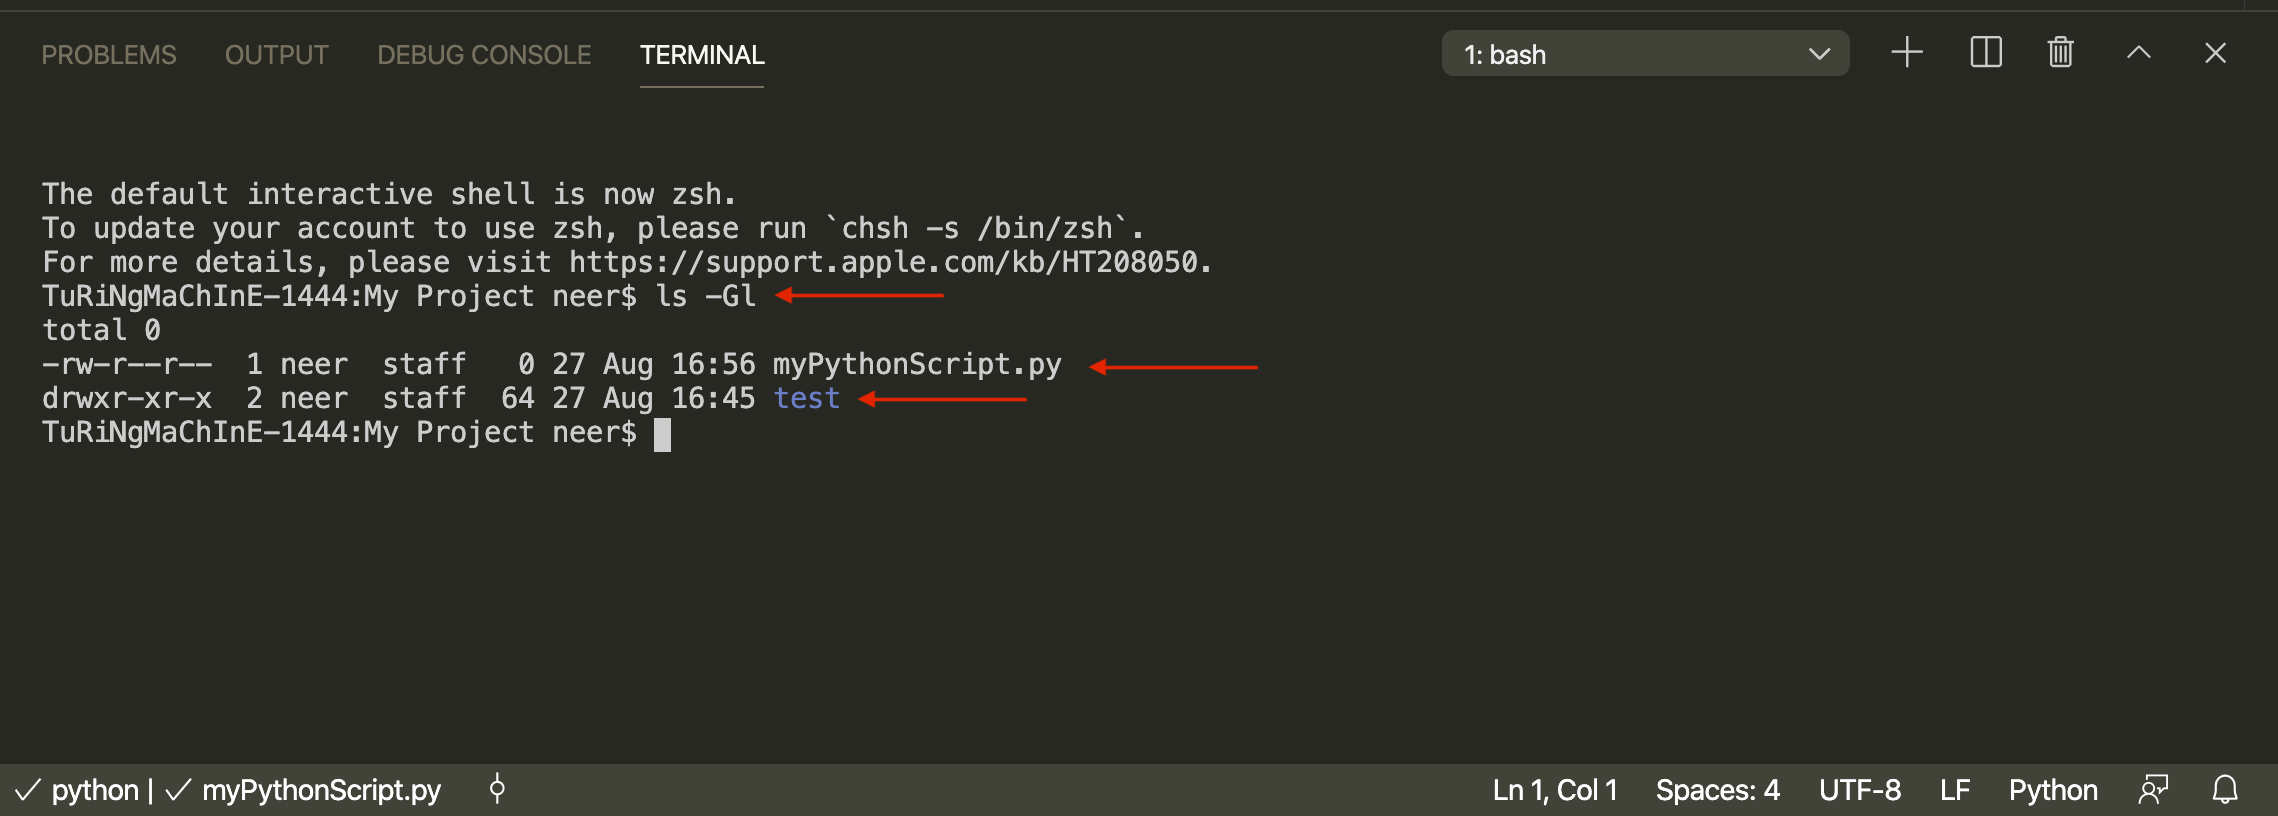 PROBLEMS OUTPUT DEBUG CONSOLE TERMINAL 1: bash
The default interactive shell is now zsh.
To update your account to use zsh, please run `chsh -s /bin/zsh`.
For more details, please visit https://support.apple.com/kb/HT208050.
TuRiNgMaChInE-1444:My Project neer$ ls -Gl
total 0
-rw-r--r--  1 neer  staff   0 27 Aug 16:56 myPythonScript.py
drwxr-xr-x  2 neer  staff  64 27 Aug 16:45 test
TuRiNgMaChInE-1444:My Project neer$
python | myPythonScript.py Ln 1, Col 1 Spaces: 4 UTF-8 LF Python